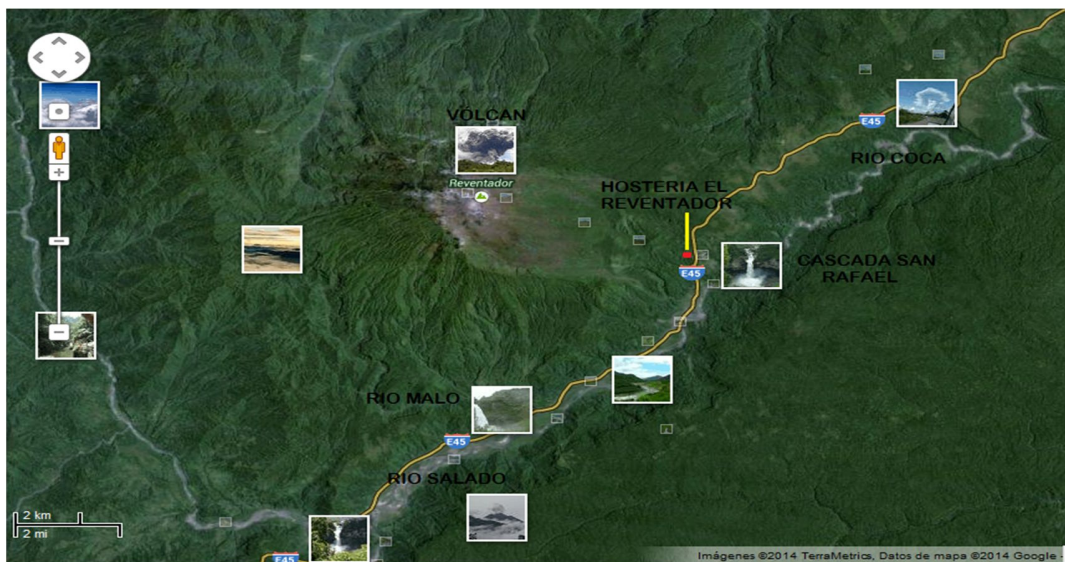 VOLCAN
Reventador
E45
RIO COCA
HOSTERIA EL
REVENTADOR
E45
CASCADA SAN
RAFAEL
RIO MALO
E45
RIO SALADO
2 km
2 mi
E45
Imágenes ©2014 TerraMetrics, Datos de mapa ©2014 Google -